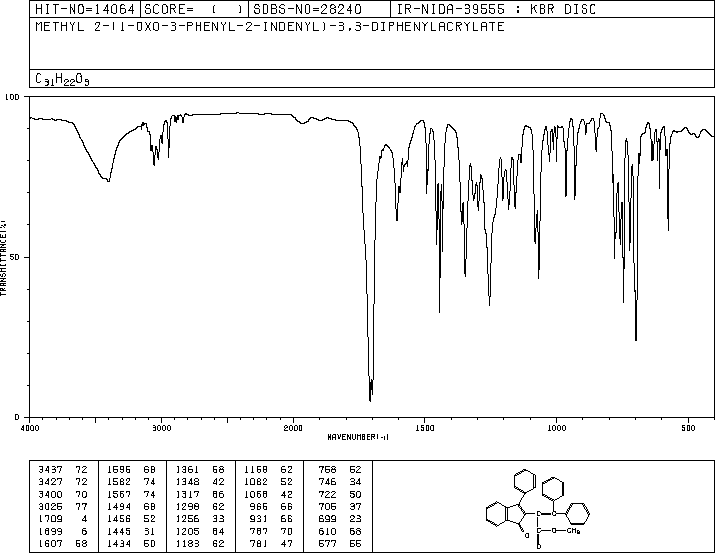 HIT-NO=14064 SCORE= ( ) SDBS-NO=28240 IR-NIDA-39555 : KBR DISC
METHYL 2-(1-OXO-3-PHENYL-2-INDENYL)-3,3-DIPHENYLACRYLATE
C31H22O3
100
50
0
TRANSMITTANCE(%)
4000 3000 2000 1500 1000 500
WAVENUMBER(-1)
3437 72 1596 68 1361 58 1158 62 758 52
3427 72 1582 74 1348 42 1082 52 746 34
3400 70 1567 74 1317 86 1068 42 722 50
3025 77 1494 68 1298 62 966 66 705 37
1709 4 1456 52 1256 33 931 66 699 23
1699 6 1445 31 1205 84 787 70 610 68
1607 58 1434 50 1183 62 781 47 577 55
C C
C O CH3
O O